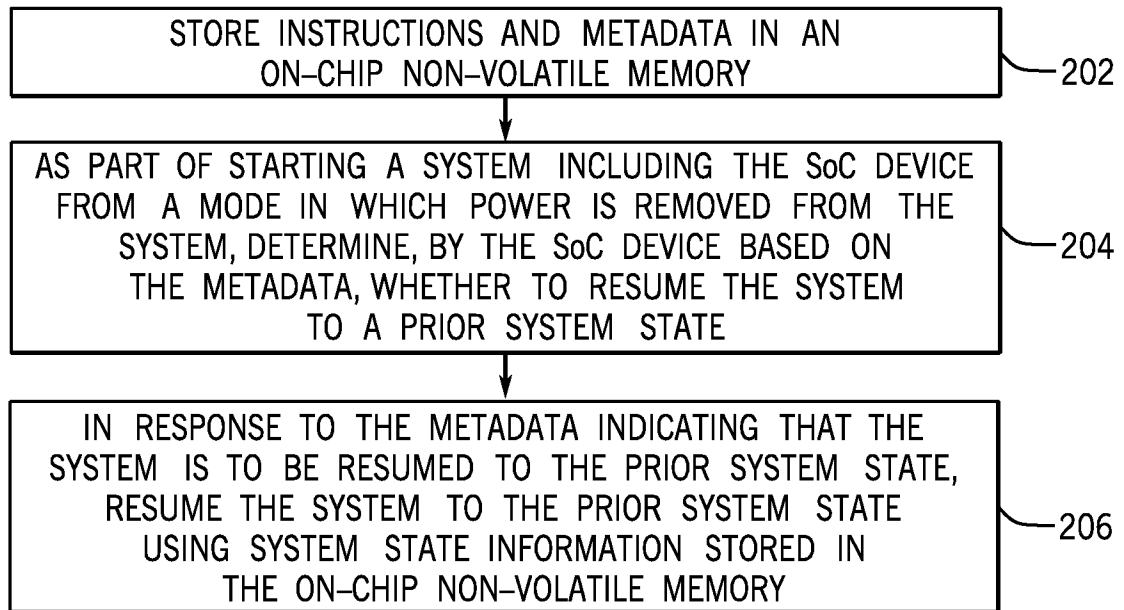 STORE INSTRUCTIONS AND METADATA IN AN
ON-CHIP NON-VOLATILE MEMORY
202
AS PART OF STARTING A SYSTEM INCLUDING THE SoC DEVICE
FROM A MODE IN WHICH POWER IS REMOVED FROM THE
SYSTEM, DETERMINE, BY THE SoC DEVICE BASED ON
THE METADATA, WHETHER TO RESUME THE SYSTEM
TO A PRIOR SYSTEM STATE
204
IN RESPONSE TO THE METADATA INDICATING THAT THE
SYSTEM IS TO BE RESUMED TO THE PRIOR SYSTEM STATE,
RESUME THE SYSTEM TO THE PRIOR SYSTEM STATE
USING SYSTEM STATE INFORMATION STORED IN
THE ON-CHIP NON-VOLATILE MEMORY
206